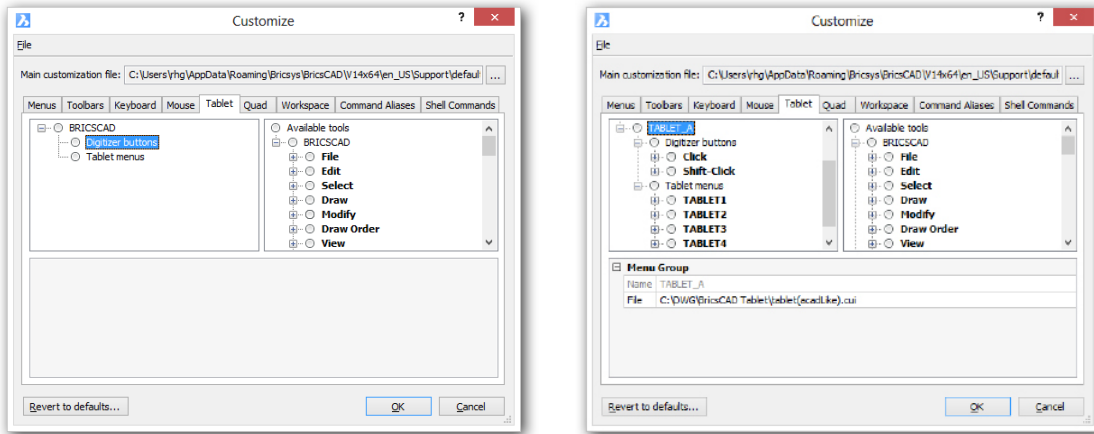 Customize
?
×
File
Main customization file: C:\Users\rhg\AppData\Roaming\Bricsys\BricsCAD\V14x64\en_US\Support\defaul ...
Menus Toolbars Keyboard Mouse Tablet Quad Workspace Command Aliases Shell Commands
BRICSCAD
Digitizer buttons
Tablet menus
Available tools
BRICSCAD
File
Edit
Select
Draw
Modify
Draw Order
View
Revert to defaults...
OK
Cancel
Customize
?
×
File
Main customization file: C:\Users\rhg\AppData\Roaming\Bricsys\BricsCAD\V14x64\en_US\Support\defaul ...
Menus Toolbars Keyboard Mouse Tablet Quad Workspace Command Aliases Shell Commands
TABLET_A
Digitizer buttons
Click
Shift-Click
Tablet menus
TABLET1
TABLET2
TABLET3
TABLET4
Available tools
BRICSCAD
File
Edit
Select
Draw
Modify
Draw Order
View
Menu Group
Name TABLET_A
File C:\DWG\BricsCAD Tablet\tablet(acadLike).cui
Revert to defaults...
OK
Cancel